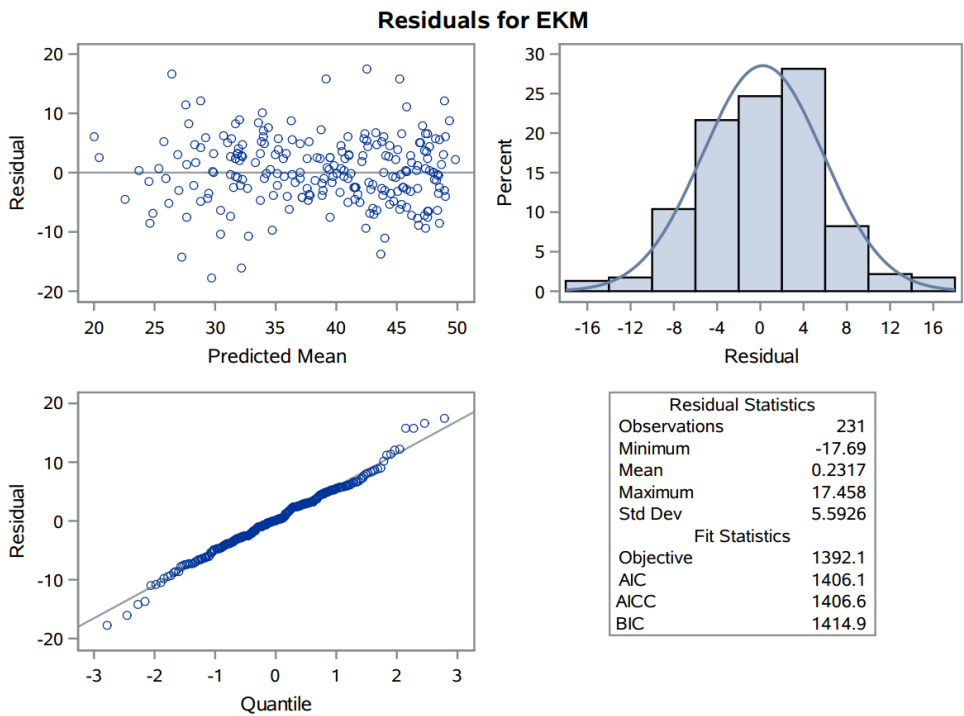 Residuals for EKM
20
10
0
-10
-20
Residual
20 25 30 35 40 45 50
Predicted Mean
30
25
20
15
10
5
0
Percent
-16 -12 -8 -4 0 4 8 12 16
Residual
20
10
0
-10
-20
Residual
-3 -2 -1 0 1 2 3
Quantile
Residual Statistics
Observations 231
Minimum -17.69
Mean 0.2317
Maximum 17.458
Std Dev 5.5926
Fit Statistics
Objective 1392.1
AIC 1406.1
AICC 1406.6
BIC 1414.9